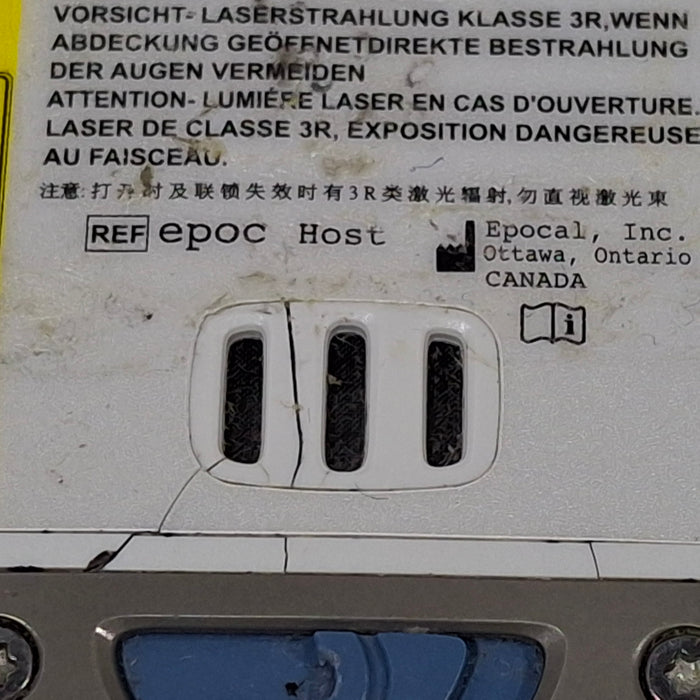 VORSICHT- LASERSTRAHLUNG KLASSE 3R,WENN
ABDECKUNG GEÖFFNETDIREKTE BESTRAHLUNG
DER AUGEN VERMEIDEN
ATTENTION- LUMIÉRE LASER EN CAS D'OUVERTURE.
LASER DE CLASSE 3R, EXPOSITION DANGEREUSE
AU FAISCEAU.
注意:打开时及联锁失效时有3R类激光辐射,勿直视激光束
REF epoc Host
Epocal, Inc.
Ottawa, Ontario
CANADA
i